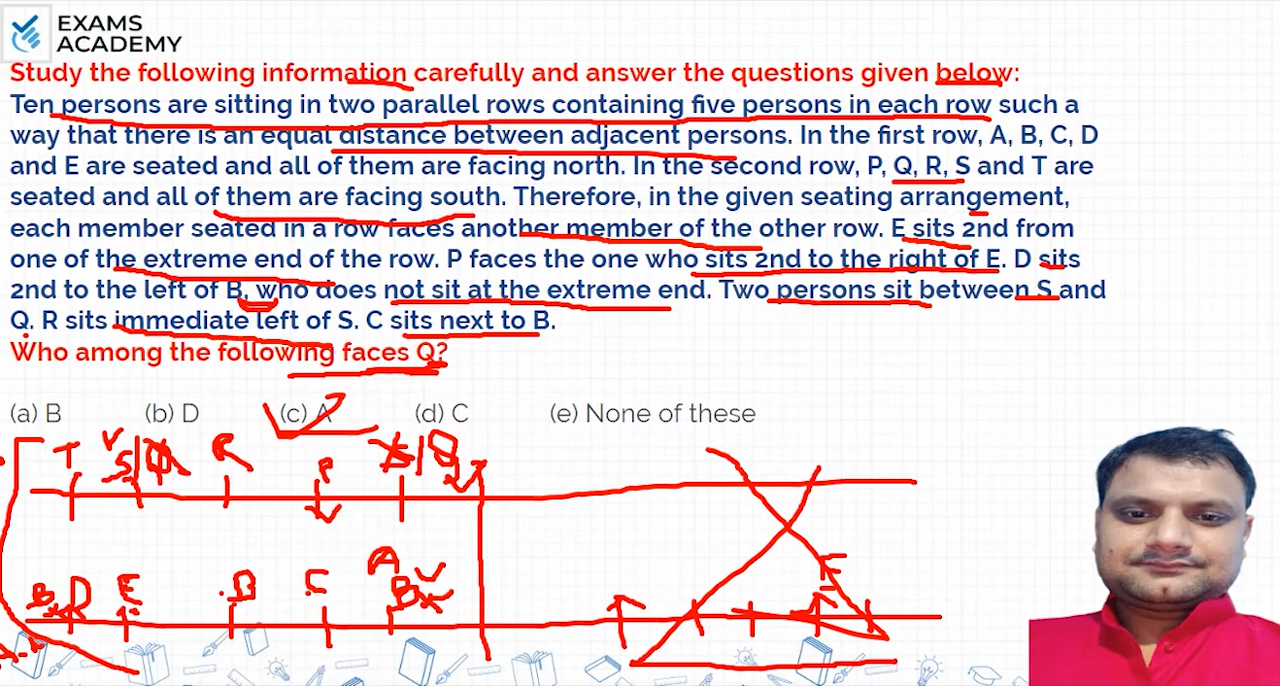 EXAMS
ACADEMY
Study the following information carefully and answer the questions given below:
Ten persons are sitting in two parallel rows containing five persons in each row such a
way that there is an equal distance between adjacent persons. In the first row, A, B, C, D
and E are seated and all of them are facing north. In the second row, P, Q, R, S and T are
seated and all of them are facing south. Therefore, in the given seating arrangement,
each member seated in a row faces another member of the other row. E sits 2nd from
one of the extreme end of the row. P faces the one who sits 2nd to the right of E. D sits
2nd to the left of B, who does not sit at the extreme end. Two persons sit between S and
Q. R sits immediate left of S. C sits next to B.
Who among the following faces Q?
(a) B (b) D (c) A (d) C (e) None of these
T S R P
A E
B D E B C B